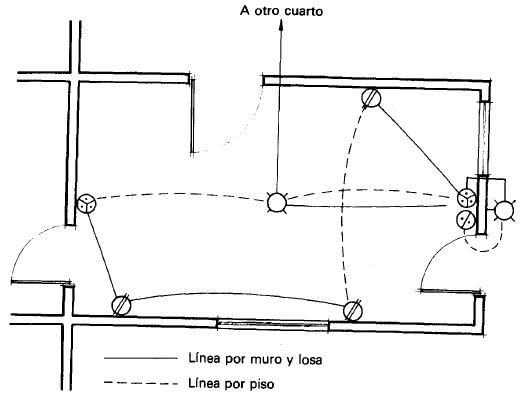 A otro cuarto
Línea por muro y losa
Línea por piso